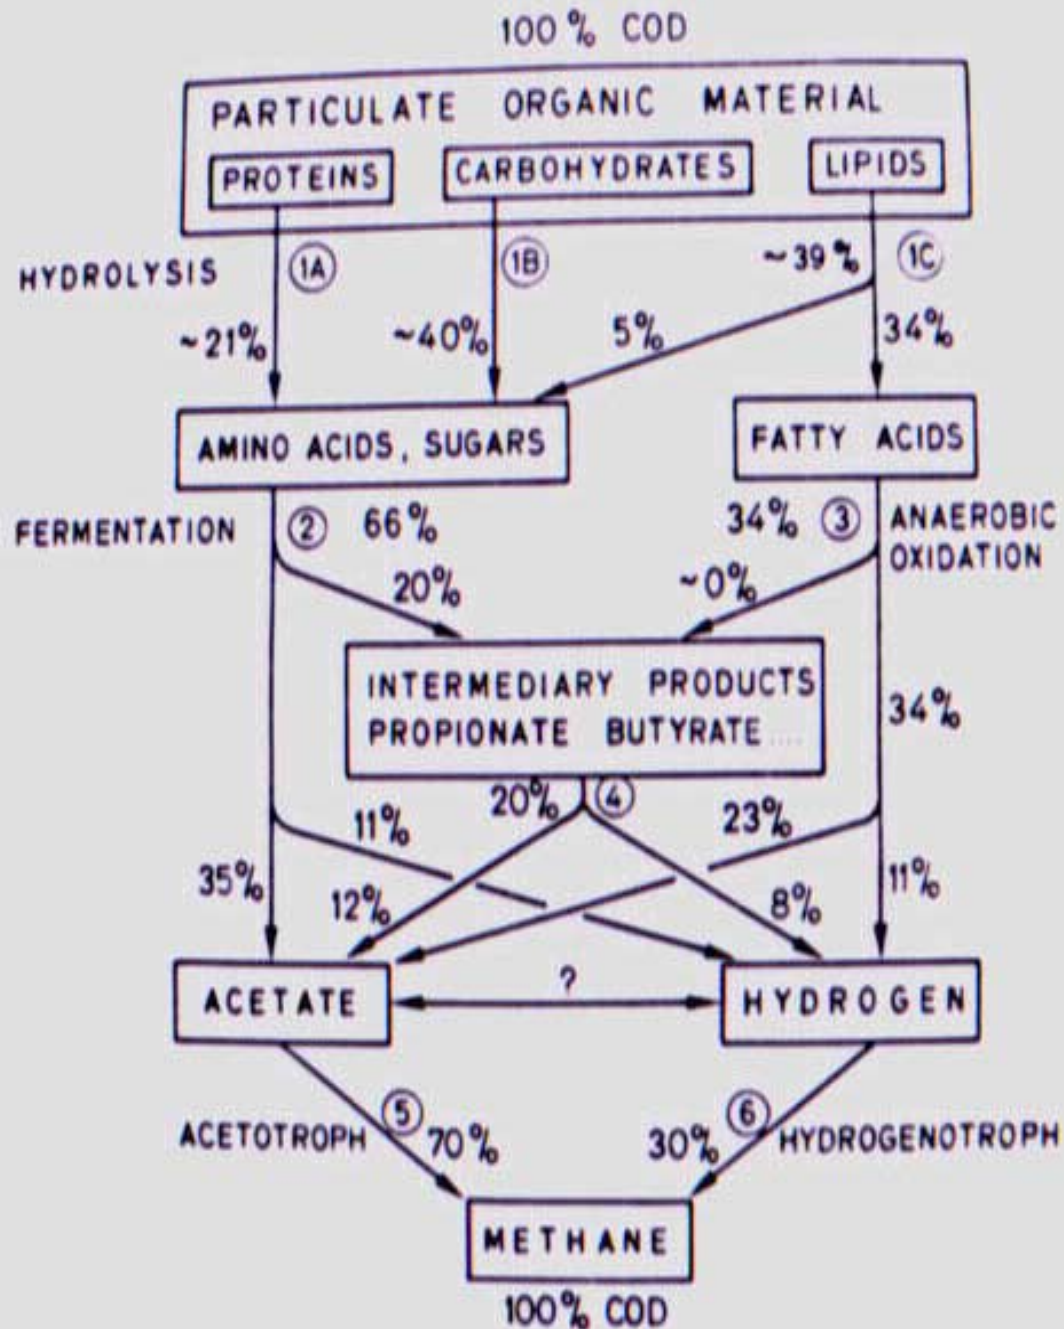 100% COD
PARTICULATE ORGANIC MATERIAL
PROTEINS
CARBOHYDRATES
LIPIDS
HYDROLYSIS
1A
1B
~39%
1C
~21%
~40%
5%
34%
AMINO ACIDS, SUGARS
FATTY ACIDS
FERMENTATION
2
66%
34%
3
ANAEROBIC
OXIDATION
20%
~0%
INTERMEDIARY PRODUCTS
PROPIONATE BUTYRATE ....
34%
20%
4
11%
23%
35%
12%
8%
11%
?
ACETATE
HYDROGEN
ACETOTROPH
5
70%
30%
6
HYDROGENOTROPH
METHANE
100% COD